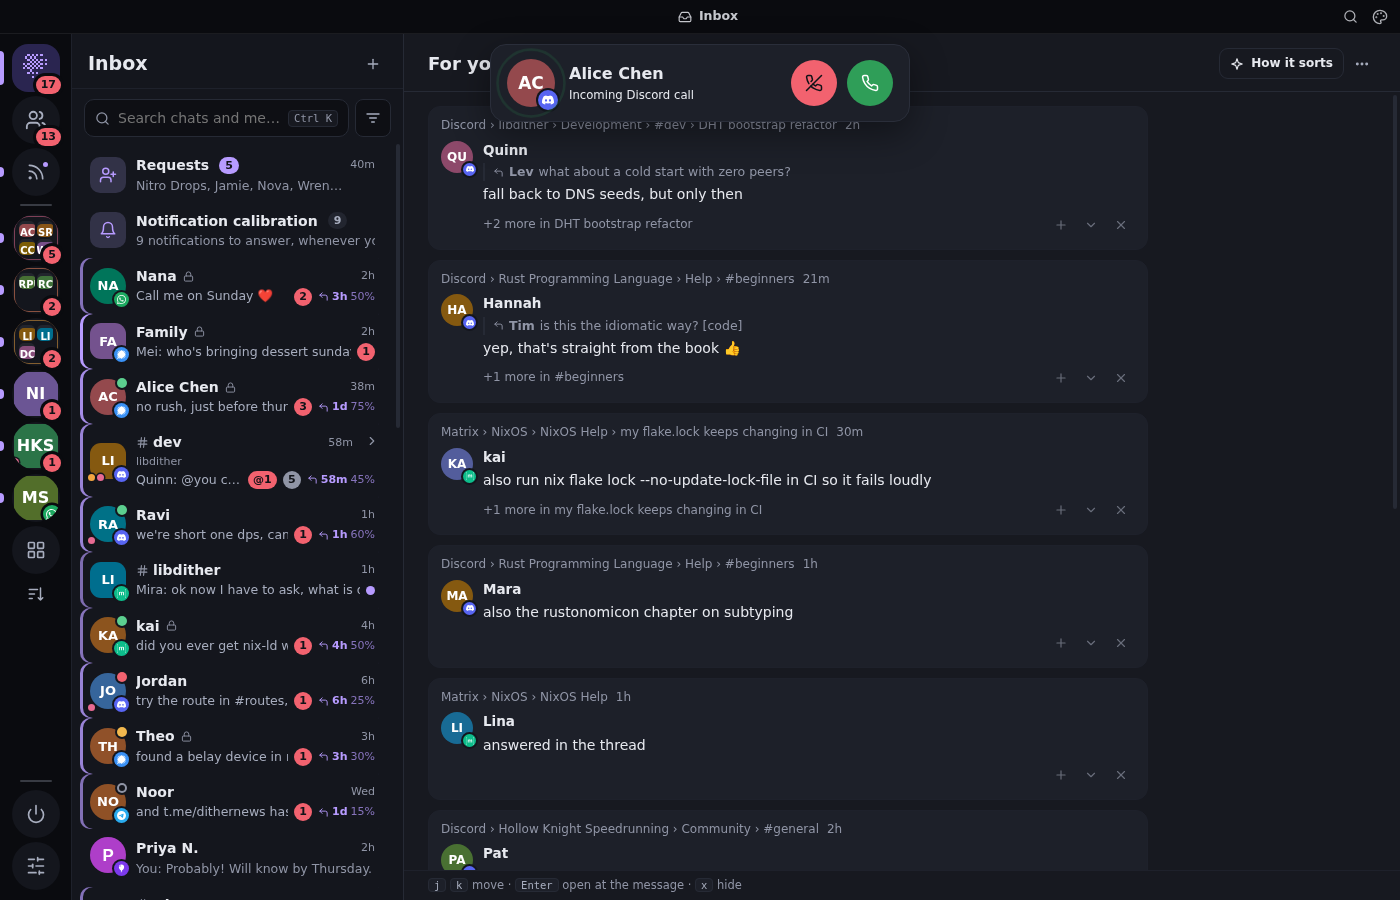 Inbox
17
13
AC SR
CC
5
RP RC
2
LI LI
DC
2
NI
1
HKS
1
MS
Inbox
Search chats and me… Ctrl K
Requests 5 40m
Nitro Drops, Jamie, Nova, Wren…
Notification calibration 9
9 notifications to answer, whenever yo
NA Nana 2h
Call me on Sunday ❤️ 2 3h 50%
FA Family 2h
Mei: who's bringing dessert sunda 1
AC Alice Chen 38m
no rush, just before thur 3 1d 75%
# dev 58m
LI libdither
Quinn: @you c… @1 5 58m 45%
RA Ravi 1h
we're short one dps, can 1 1h 60%
LI # libdither 1h
Mira: ok now I have to ask, what is
KA kai 4h
did you ever get nix-ld w 1 4h 50%
JO Jordan 6h
try the route in #routes, 1 6h 25%
TH Theo 3h
found a belay device in 1 3h 30%
NO Noor Wed
and t.me/dithernews has 1 1d 15%
P Priya N. 2h
You: Probably! Will know by Thursday.
For yo
How it sorts
AC Alice Chen
Incoming Discord call
Discord › libdither › Development › #dev › DHT bootstrap refactor 2h
QU Quinn
Lev what about a cold start with zero peers?
fall back to DNS seeds, but only then
+2 more in DHT bootstrap refactor
Discord › Rust Programming Language › Help › #beginners 21m
HA Hannah
Tim is this the idiomatic way? [code]
yep, that's straight from the book 👍
+1 more in #beginners
Matrix › NixOS › NixOS Help › my flake.lock keeps changing in CI 30m
KA kai
also run nix flake lock --no-update-lock-file in CI so it fails loudly
+1 more in my flake.lock keeps changing in CI
Discord › Rust Programming Language › Help › #beginners 1h
MA Mara
also the rustonomicon chapter on subtyping
Matrix › NixOS › NixOS Help 1h
LI Lina
answered in the thread
Discord › Hollow Knight Speedrunning › Community › #general 2h
PA Pat
j k move · Enter open at the message · x hide